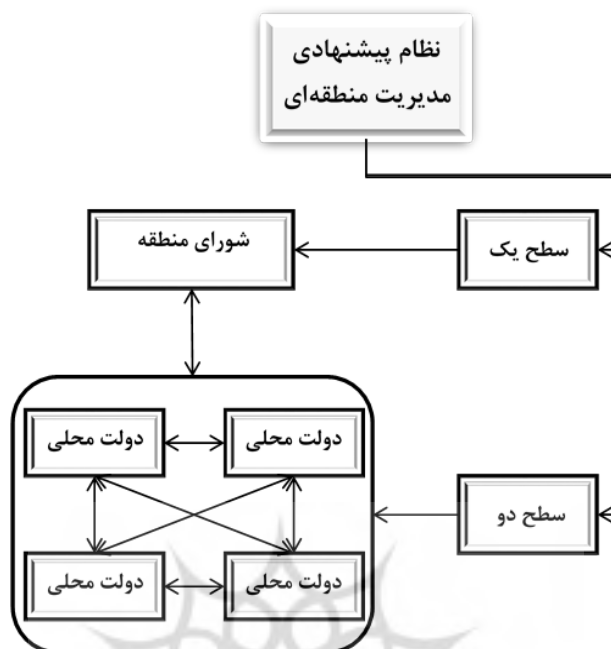 نظام پیشنهادی
مدیریت منطقه‌ای
سطح یک
شورای منطقه
دولت محلی
دولت محلی
سطح دو
دولت محلی
دولت محلی